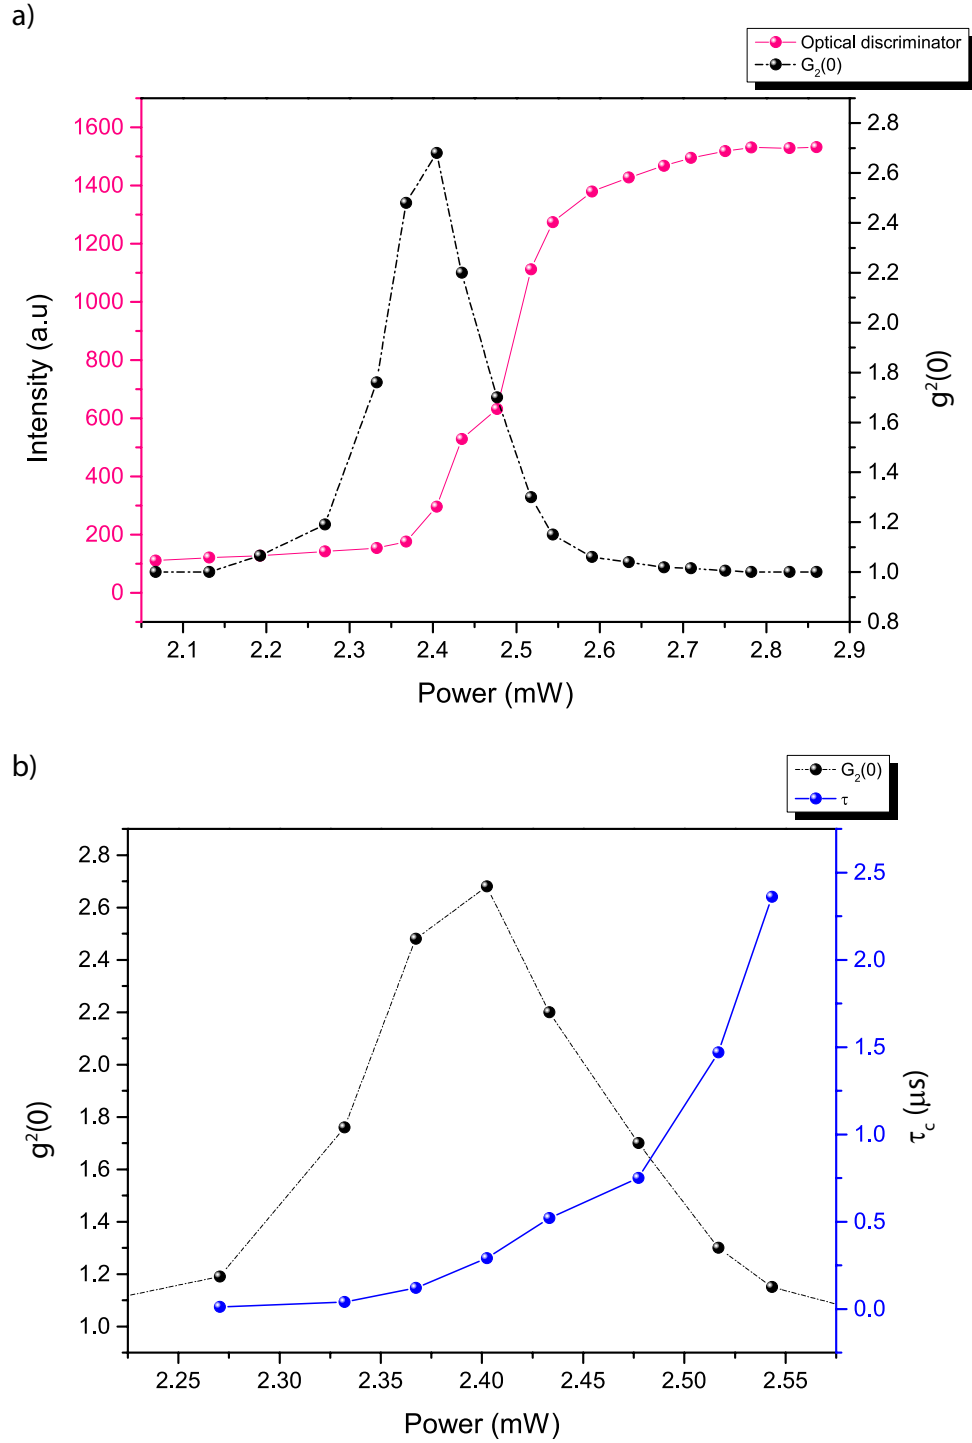 a)
Optical discriminator
G2(0)
1600
1400
1200
1000
800
600
400
200
0
Intensity (a.u)
2.8
2.6
2.4
2.2
2.0
1.8
1.6
1.4
1.2
1.0
0.8
g²(0)
2.1 2.2 2.3 2.4 2.5 2.6 2.7 2.8 2.9
Power (mW)
b)
G2(0)
τ
2.8
2.6
2.4
2.2
2.0
1.8
1.6
1.4
1.2
1.0
g²(0)
2.5
2.0
1.5
1.0
0.5
0.0
τc (μs)
2.25 2.30 2.35 2.40 2.45 2.50 2.55
Power (mW)